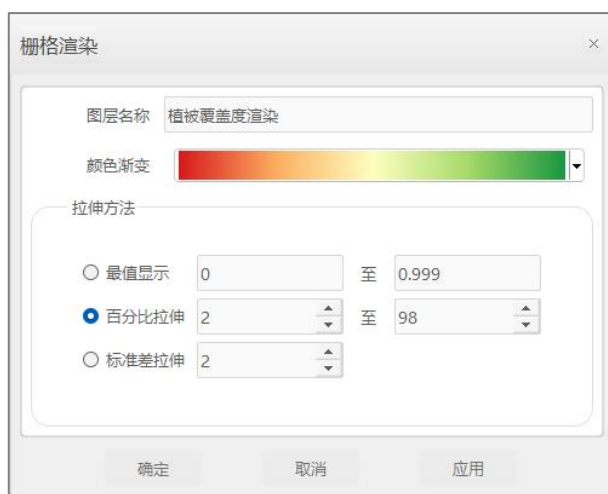 栅格渲染
图层名称 植被覆盖度渲染
颜色渐变
拉伸方法
最值显示 0 至 0.999
百分比拉伸 2 至 98
标准差拉伸 2
确定 取消 应用